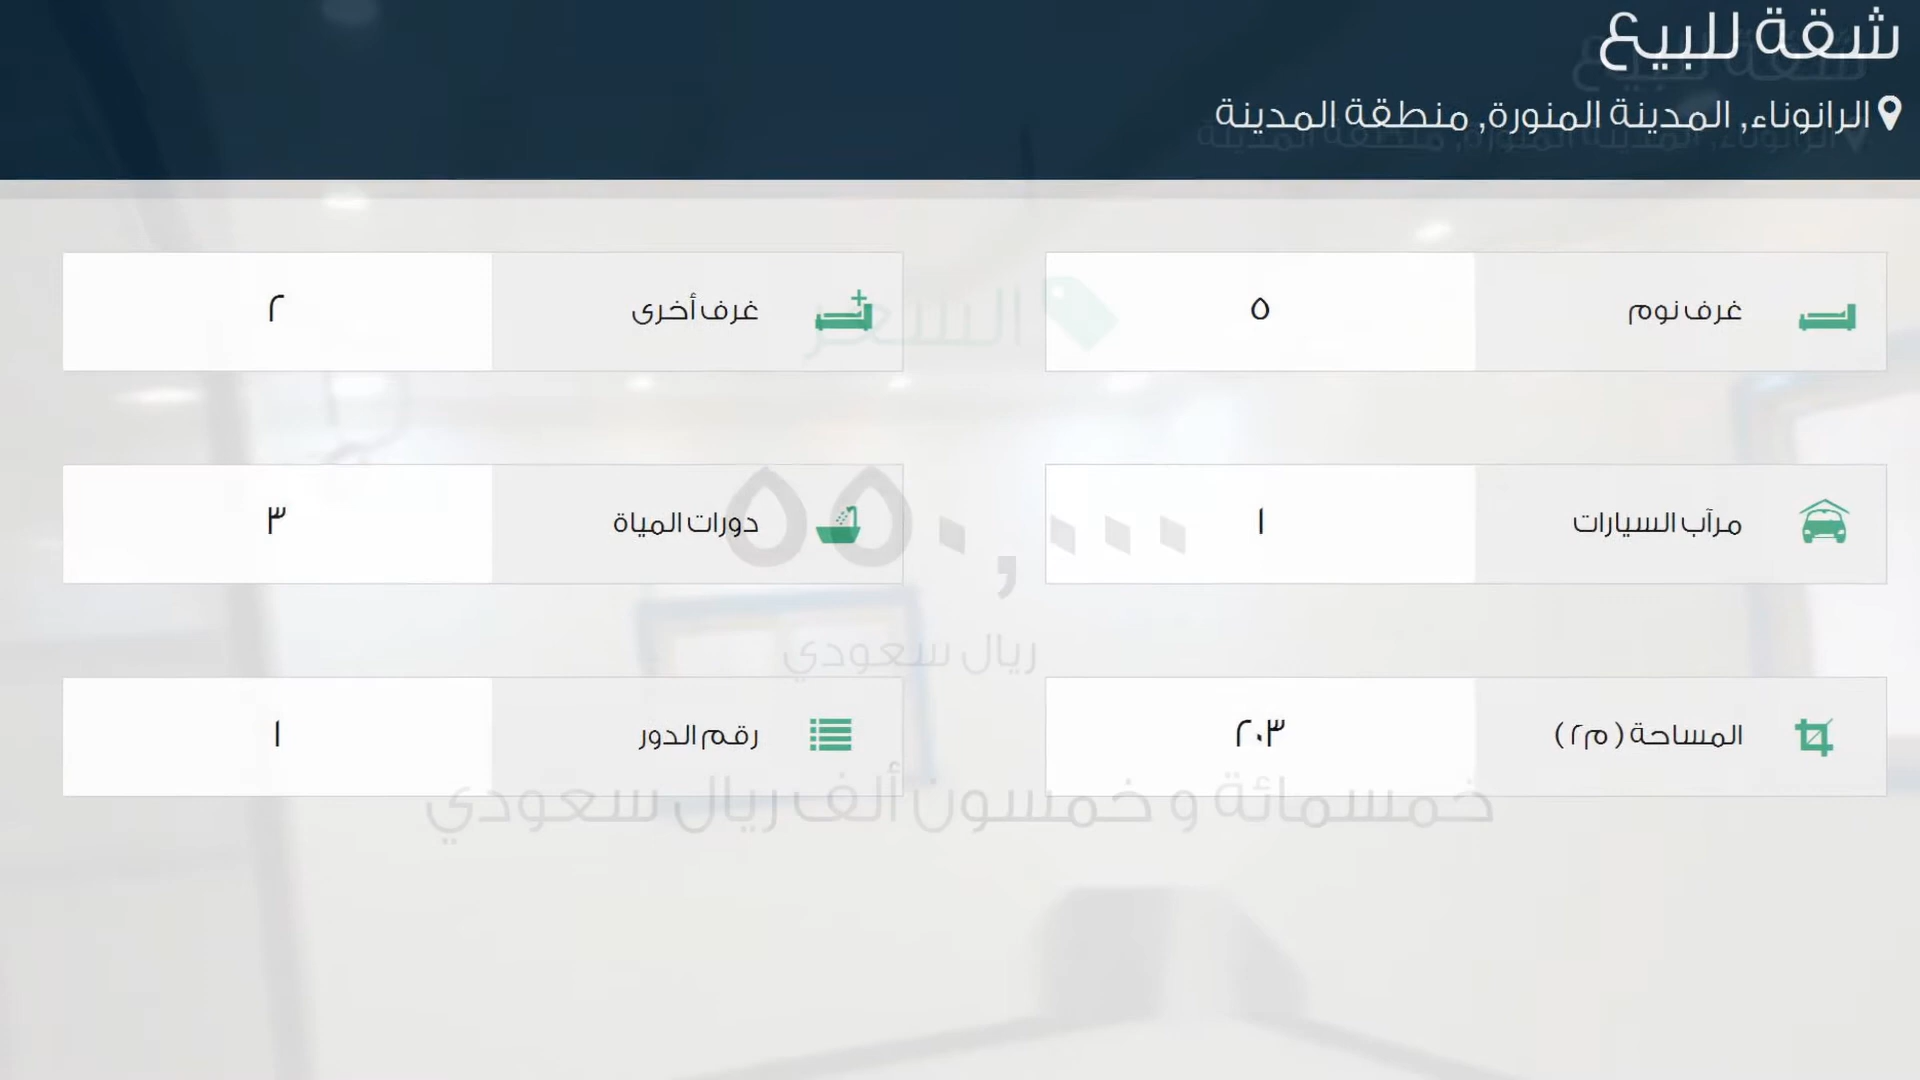 شقة للبيع
الرانوناء, المدينة المنورة, منطقة المدينة
غرف نوم ٥
غرف أخرى ٢
مرآب السيارات ١
دورات المياة ٣
المساحة (م٢) ٢٠٣
رقم الدور ١
السعر
٥٥٠,٠٠٠
ريال سعودي
خمسمائة و خمسون ألف ريال سعودي